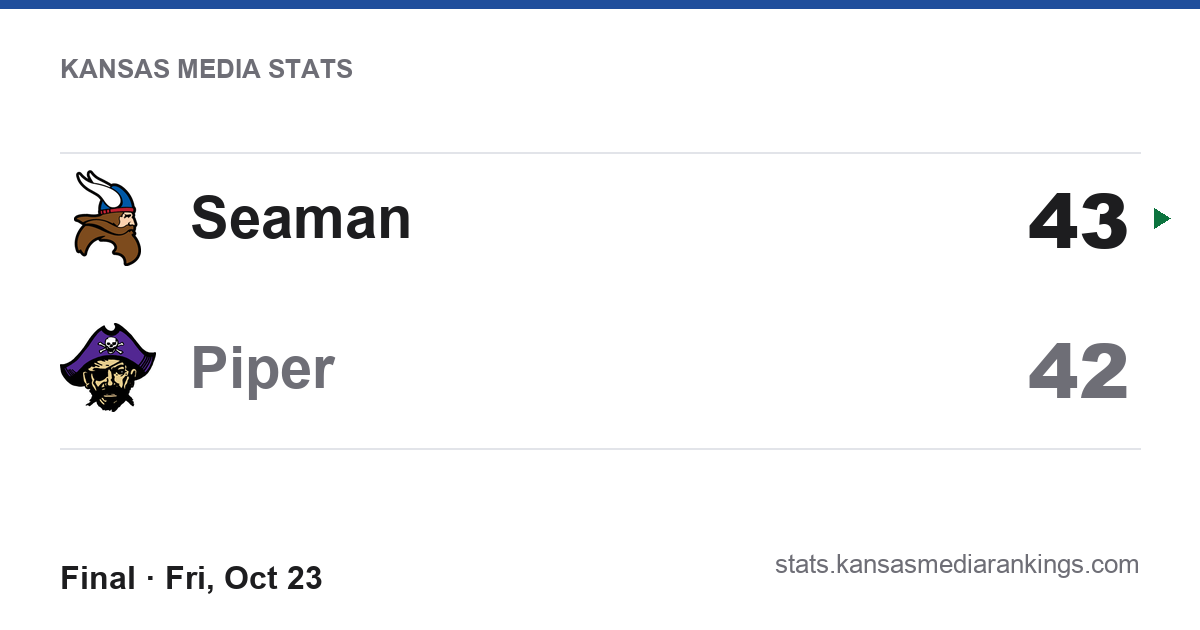 KANSAS MEDIA STATS
Seaman 43
Piper 42
Final · Fri, Oct 23
stats.kansasmediarankings.com